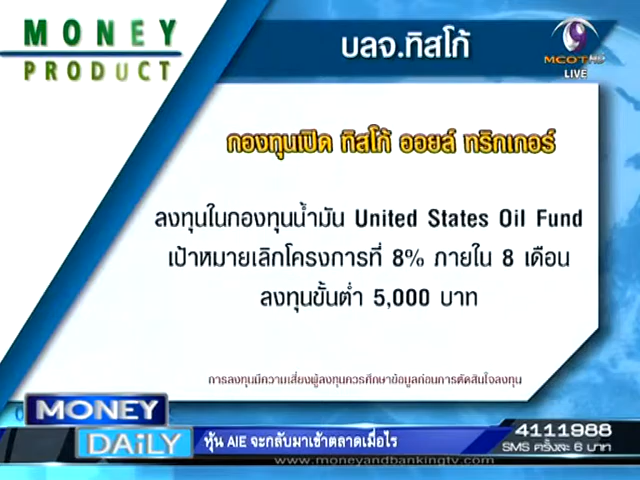 MONEY
PRODUCT
บลจ.ทิสโก้
MCOT HD
LIVE
กองทุนเปิด ทิสโก้ ออยล์ ทริกเกอร์
ลงทุนในกองทุนน้ำมัน United States Oil Fund
เป้าหมายเลิกโครงการที่ 8% ภายใน 8 เดือน
ลงทุนขั้นต่ำ 5,000 บาท
การลงทุนมีความเสี่ยงผู้ลงทุนควรศึกษาข้อมูลก่อนการตัดสินใจลงทุน
MONEY
DAiLY
หุ้น AIE จะกลับมาเข้าตลาดเมื่อไร
4111988
SMS ครั้งละ 6 บาท
www.moneyandbankingtv.com